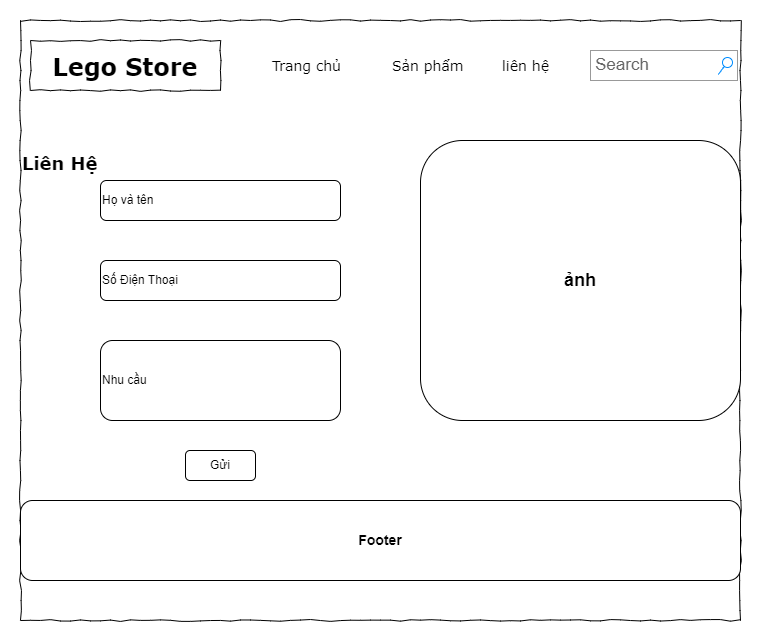 Lego Store
Trang chủ
Sản phẩm
liên hệ
Search
Liên Hệ
Họ và tên
Số Điện Thoại
Nhu cầu
Gửi
ảnh
Footer